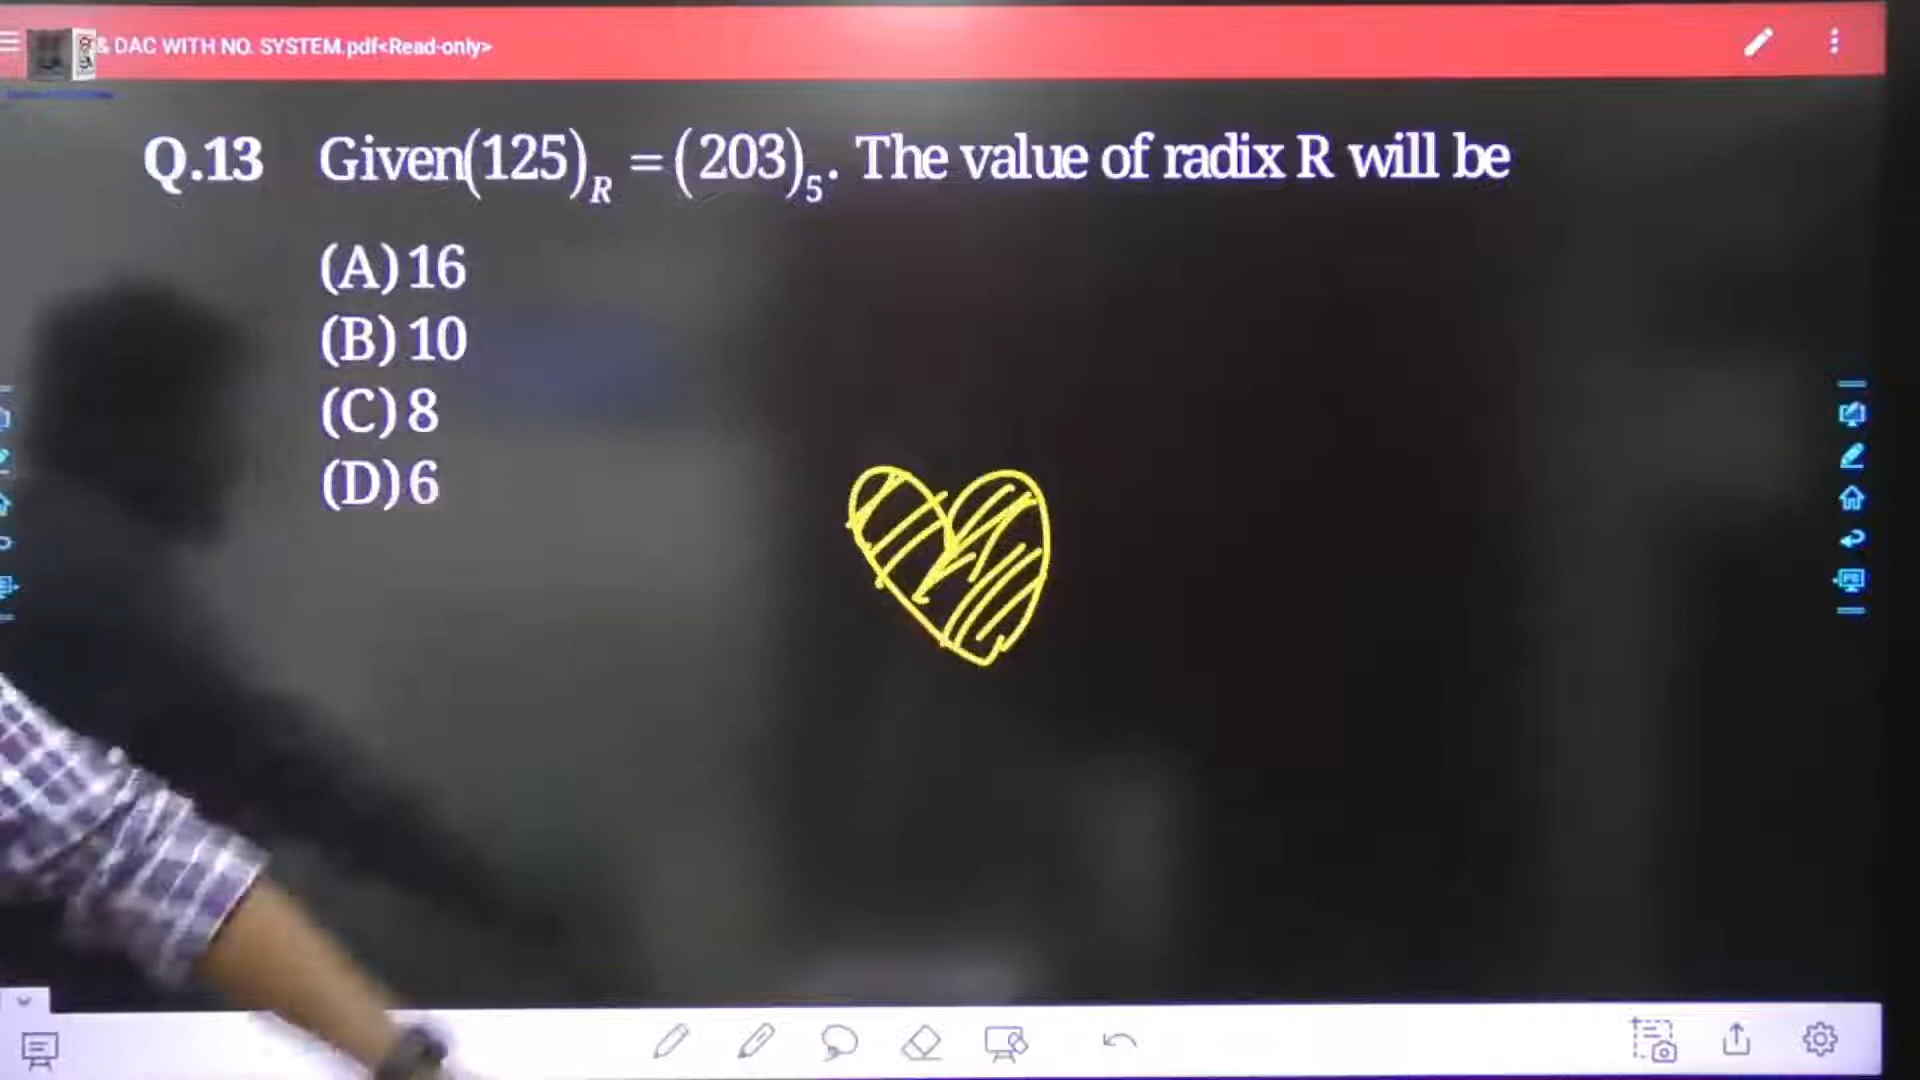 & DAC WITH NO. SYSTEM.pdf<Read-only>
Q.13 Given(125)R = (203)5. The value of radix R will be
(A) 16
(B) 10
(C) 8
(D) 6